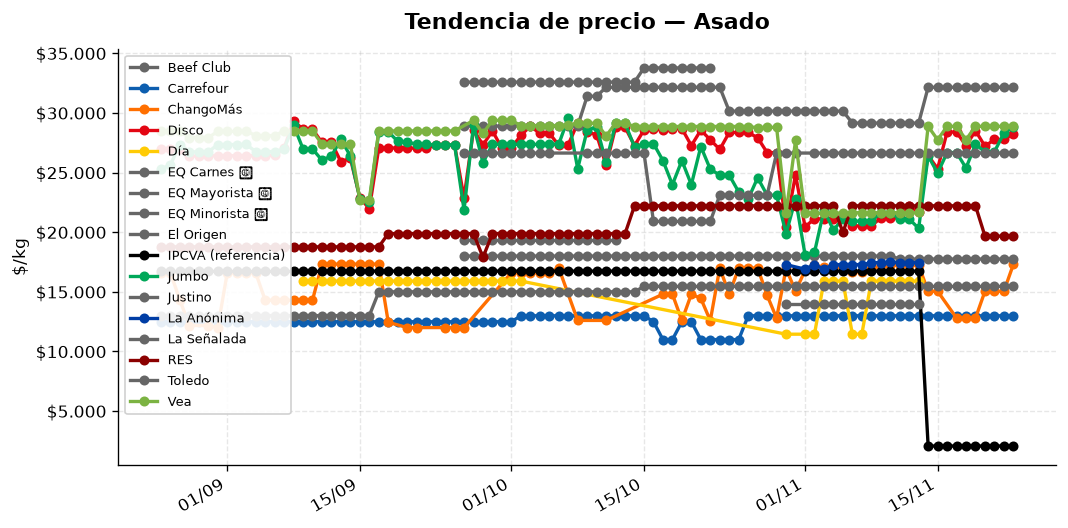 Tendencia de precio — Asado
$/kg
$35.000
$30.000
$25.000
$20.000
$15.000
$10.000
$5.000
Beef Club
Carrefour
ChangoMás
Disco
Día
EQ Carnes
EQ Mayorista
EQ Minorista
El Origen
IPCVA (referencia)
Jumbo
Justino
La Anónima
La Señalada
RES
Toledo
Vea
01/09
15/09
01/10
15/10
01/11
15/11